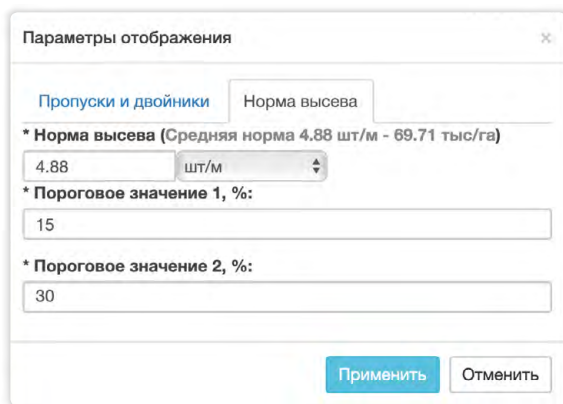 Параметры отображения ×
Пропуски и двойники Норма высева
* Норма высева (Средняя норма 4.88 шт/м - 69.71 тыс/га)
4.88 шт/м
* Пороговое значение 1, %:
15
* Пороговое значение 2, %:
30
Применить Отменить